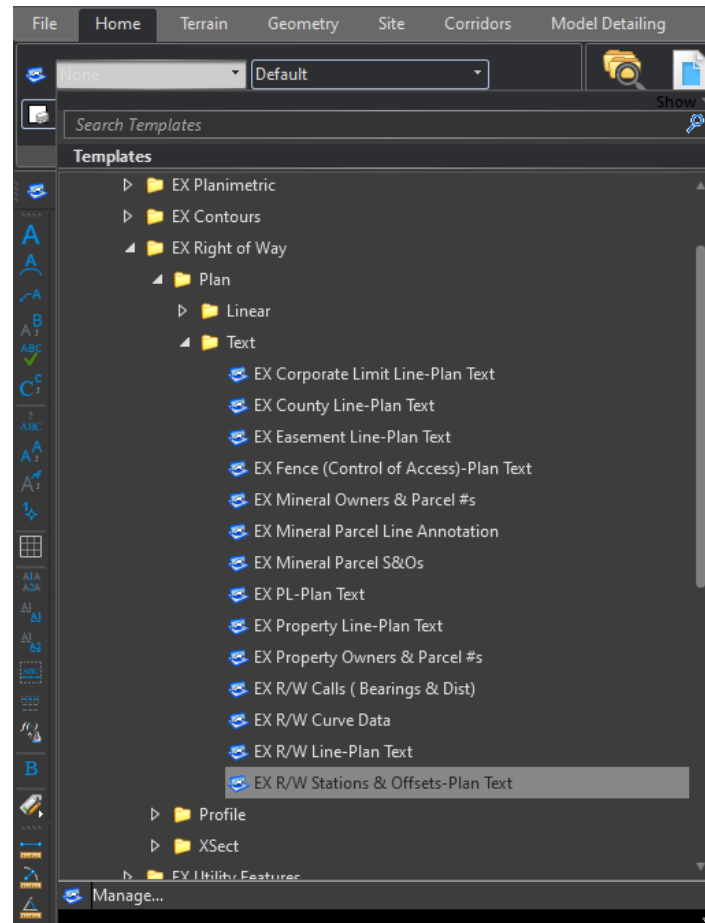 File Home Terrain Geometry Site Corridors Model Detailing
None Default
Show
Search Templates
Templates
EX Planimetric
EX Contours
EX Right of Way
Plan
Linear
Text
EX Corporate Limit Line-Plan Text
EX County Line-Plan Text
EX Easement Line-Plan Text
EX Fence (Control of Access)-Plan Text
EX Mineral Owners & Parcel #s
EX Mineral Parcel Line Annotation
EX Mineral Parcel S&Os
EX PL-Plan Text
EX Property Line-Plan Text
EX Property Owners & Parcel #s
EX R/W Calls ( Bearings & Dist)
EX R/W Curve Data
EX R/W Line-Plan Text
EX R/W Stations & Offsets-Plan Text
Profile
XSect
EX Utility Features
Manage...